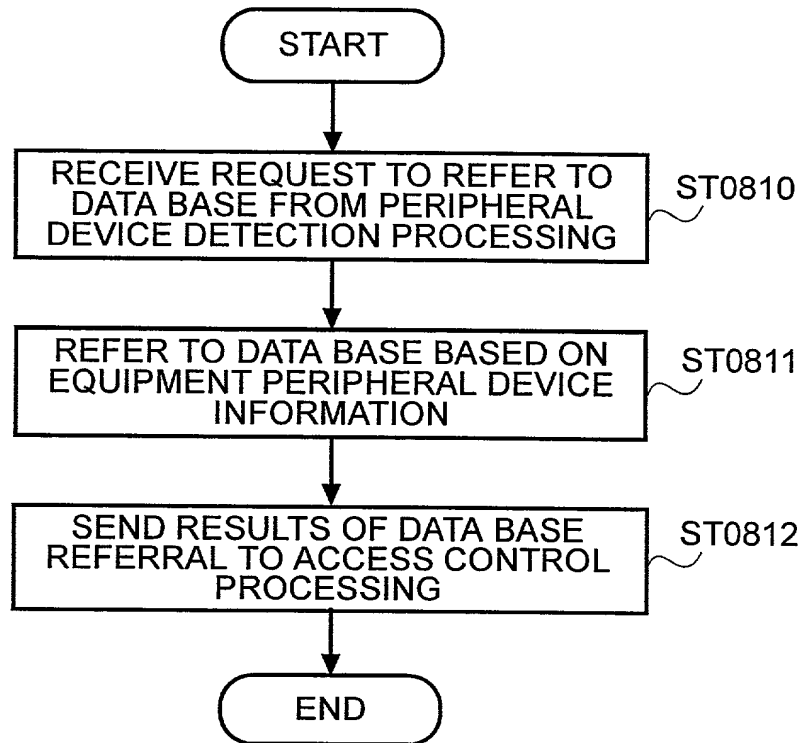 START
RECEIVE REQUEST TO REFER TO
DATA BASE FROM PERIPHERAL
DEVICE DETECTION PROCESSING
ST0810
REFER TO DATA BASE BASED ON
EQUIPMENT PERIPHERAL DEVICE
INFORMATION
ST0811
SEND RESULTS OF DATA BASE
REFERRAL TO ACCESS CONTROL
PROCESSING
ST0812
END